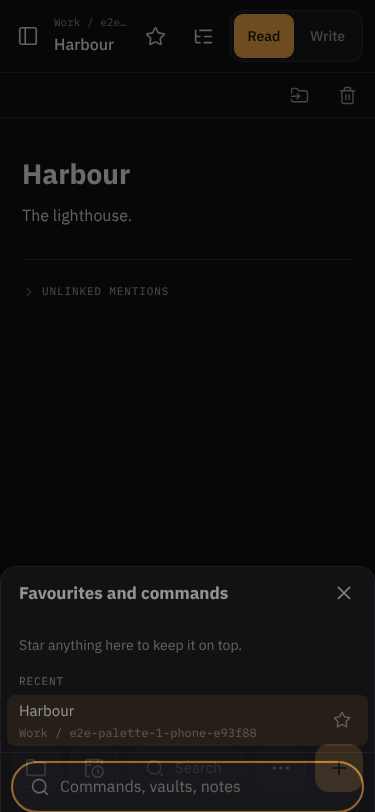 Work / e2e…
Harbour
Read
Write
Harbour
The lighthouse.
UNLINKED MENTIONS
Favourites and commands
Star anything here to keep it on top.
RECENT
Harbour
Work / e2e-palette-1-phone-e93f88
Search
Commands, vaults, notes